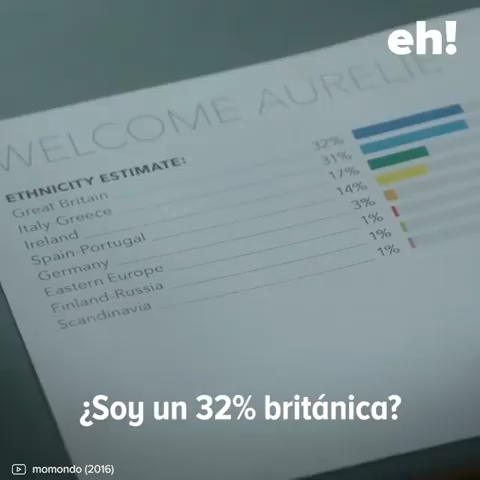 eh!
WELCOME AURELIE
ETHNICITY ESTIMATE:
Great Britain 32%
Italy-Greece 31%
Ireland 17%
Spain-Portugal 14%
Germany 3%
Eastern Europe 1%
Finland-Russia 1%
Scandinavia 1%
¿Soy un 32% británica?
momondo (2016)